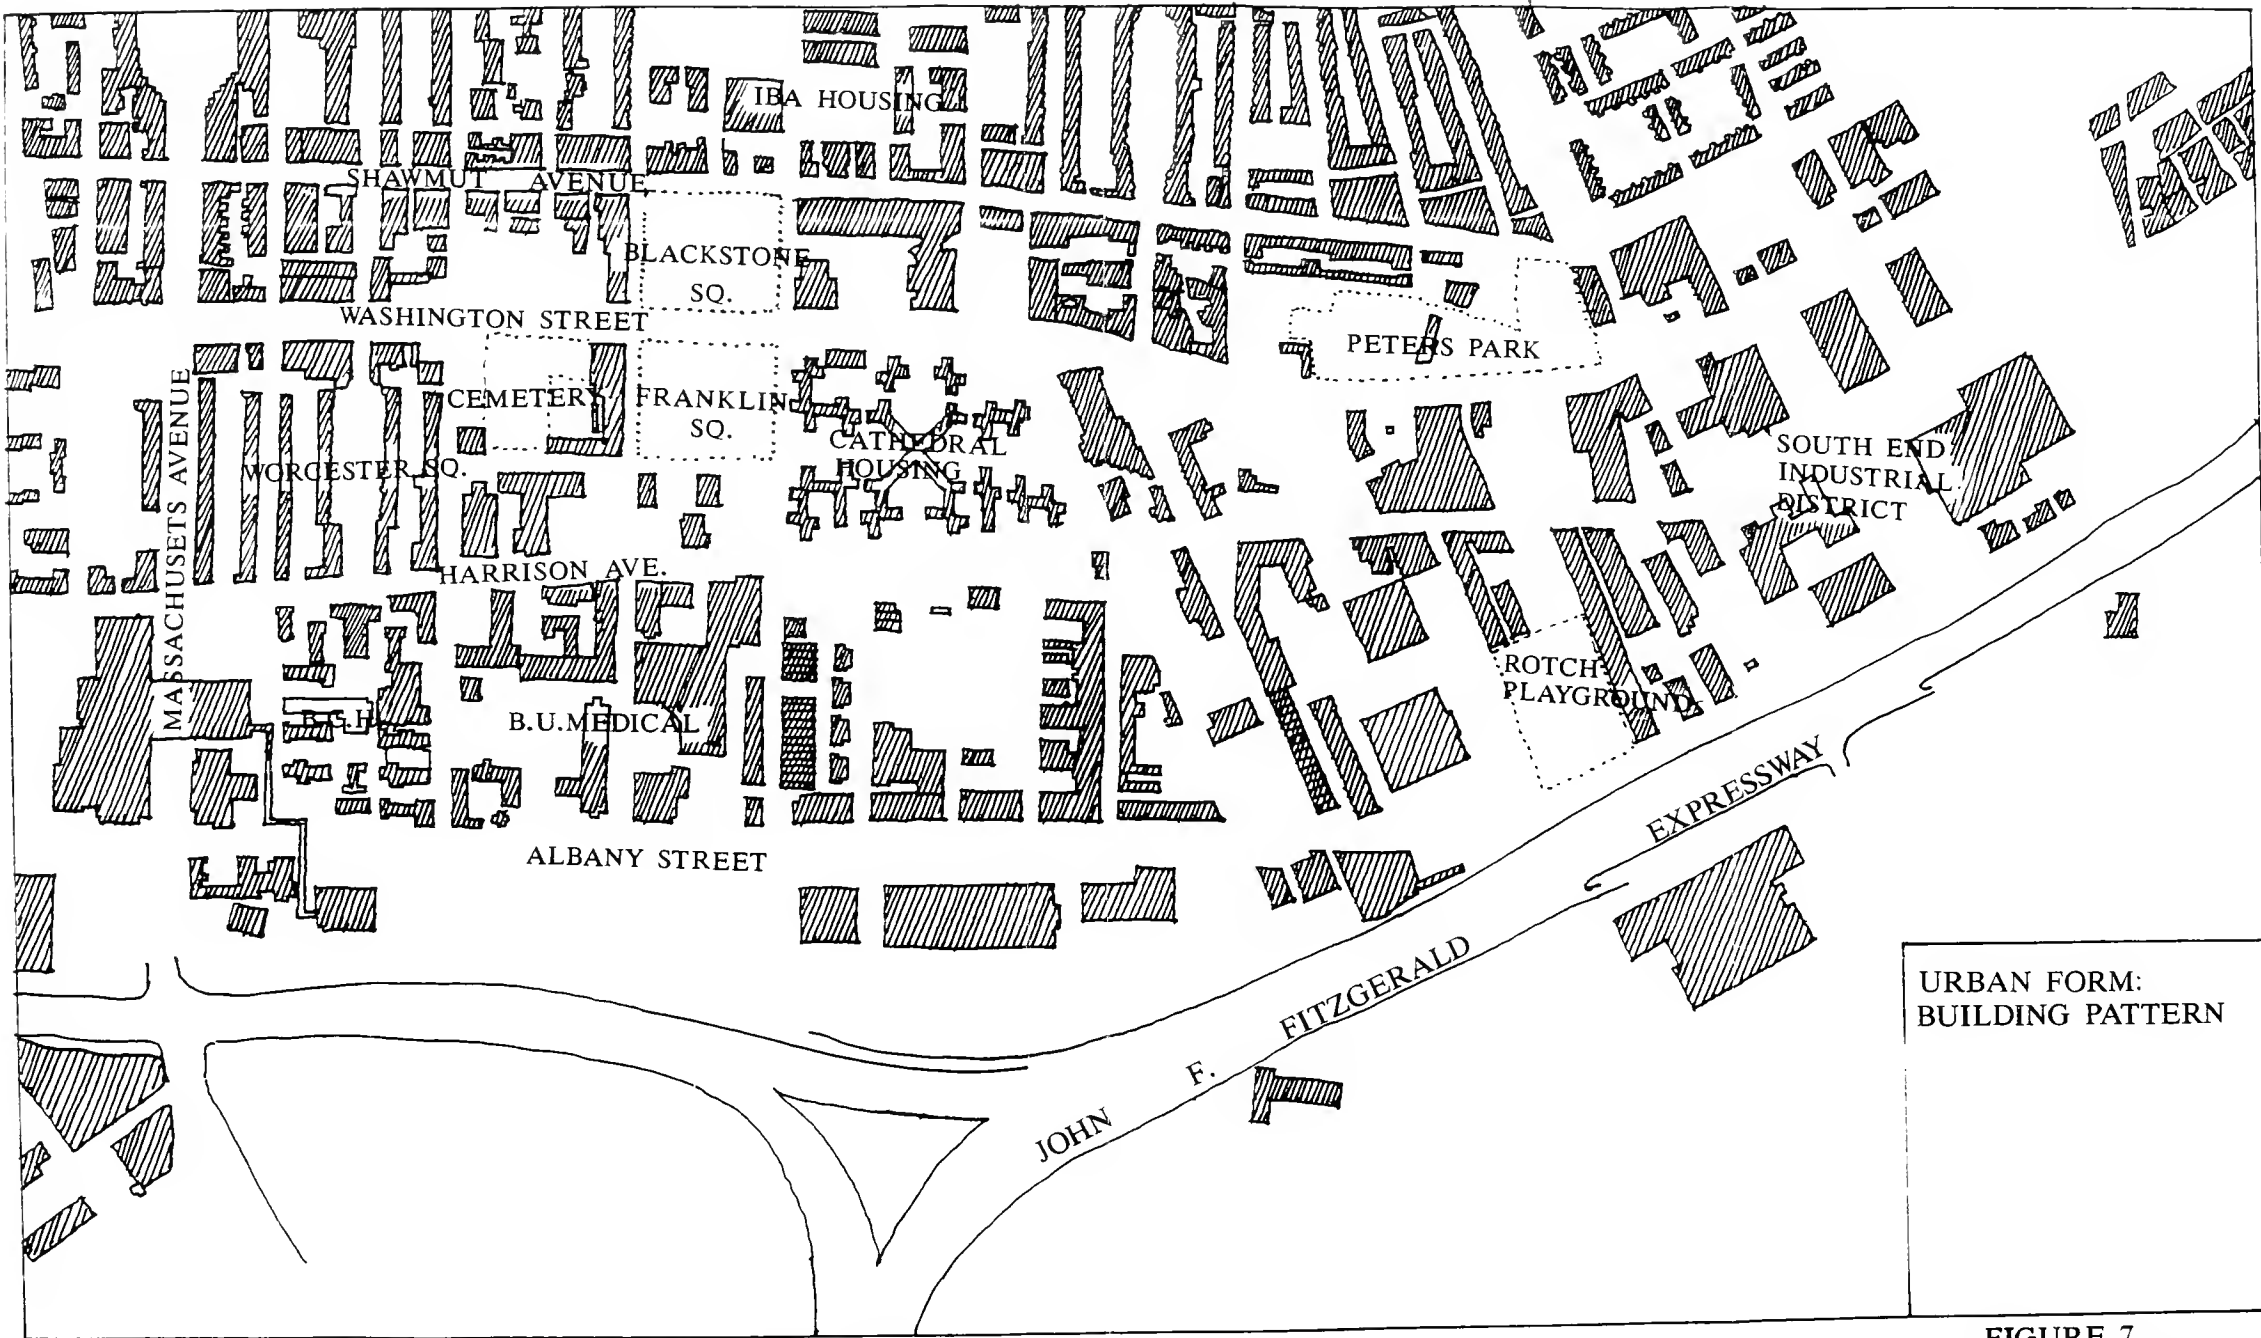 IBA HOUSING
SHAWMUT AVENUE
BLACKSTONE
SQ.
WASHINGTON STREET
PETERS PARK
MASSACHUSETS AVENUE
CEMETERY
FRANKLIN
SQ.
CATHEDRAL
HOUSING
WORCESTER SQ.
SOUTH END
INDUSTRIAL
DISTRICT
HARRISON AVE.
ROTCH
PLAYGROUND
B.G.H.
B.U.MEDICAL
ALBANY STREET
JOHN F. FITZGERALD EXPRESSWAY
URBAN FORM:
BUILDING PATTERN
FIGURE 7